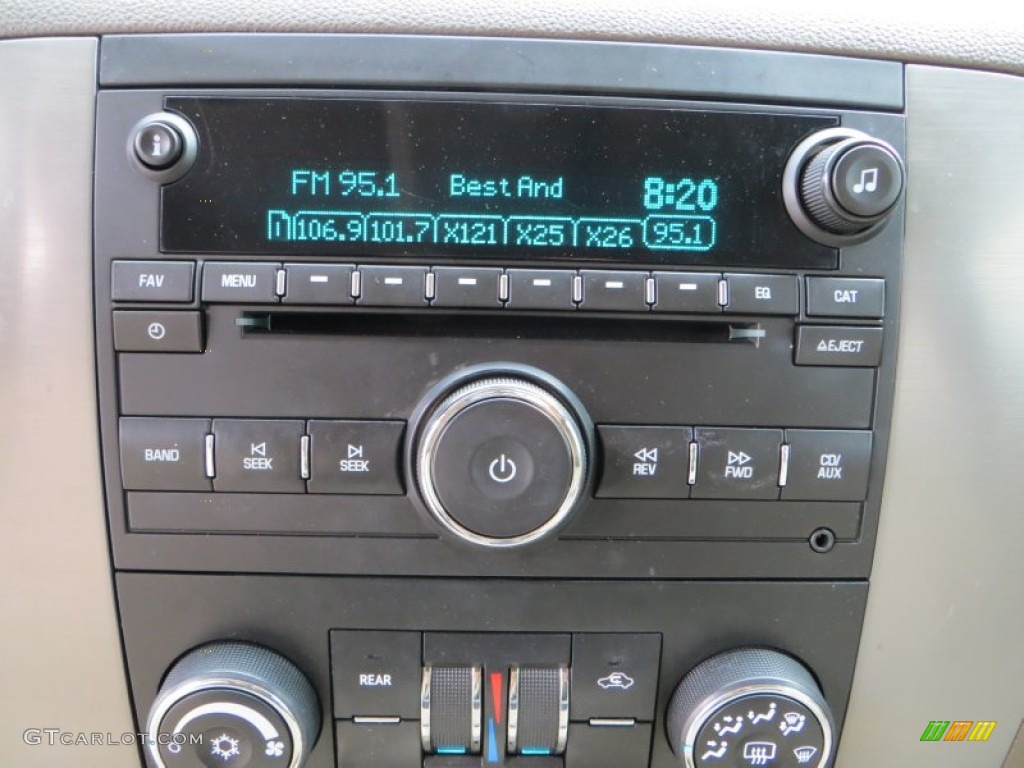 i
FM 95.1 Best And 8:20
106.9 101.7 X121 X25 X26 95.1
FAV MENU EQ CAT
EJECT
BAND SEEK SEEK REV FWD CD/
AUX
REAR
GTCARLOT.COM